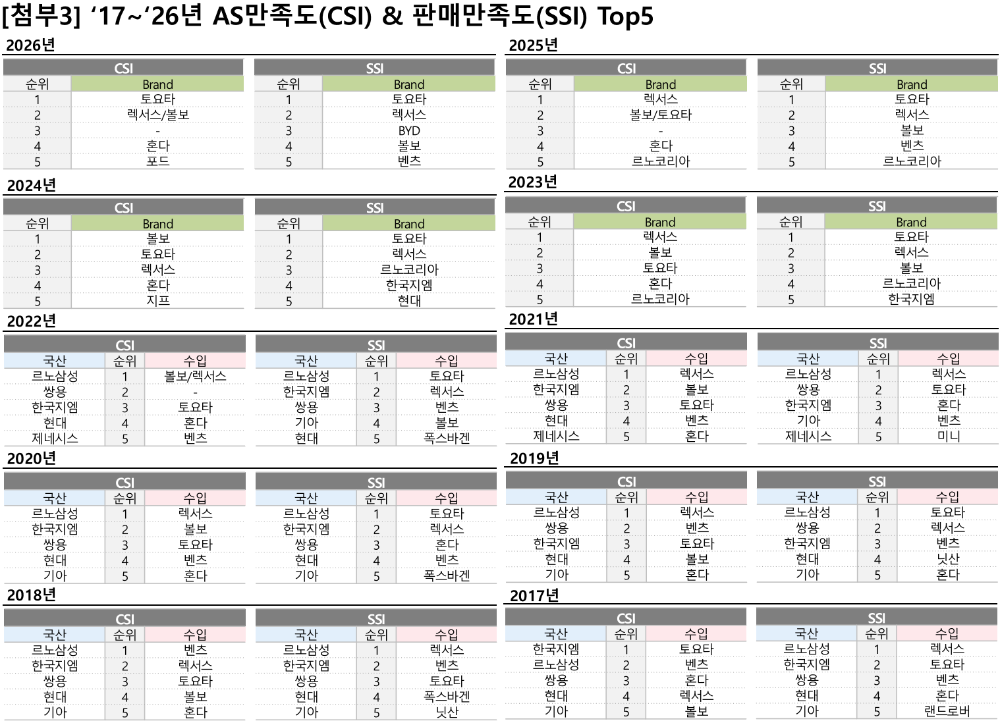 [첨부3] ‘17~‘26년 AS만족도(CSI) & 판매만족도(SSI) Top5
2026년
CSI
순위 Brand
1 토요타
2 렉서스/볼보
3 -
4 혼다
5 포드
SSI
순위 Brand
1 토요타
2 렉서스
3 BYD
4 볼보
5 벤츠
2025년
CSI
순위 Brand
1 렉서스
2 볼보/토요타
3 -
4 혼다
5 르노코리아
SSI
순위 Brand
1 토요타
2 렉서스
3 볼보
4 벤츠
5 르노코리아
2024년
CSI
순위 Brand
1 볼보
2 토요타
3 렉서스
4 혼다
5 지프
SSI
순위 Brand
1 토요타
2 렉서스
3 르노코리아
4 한국지엠
5 현대
2023년
CSI
순위 Brand
1 렉서스
2 볼보
3 토요타
4 혼다
5 르노코리아
SSI
순위 Brand
1 토요타
2 렉서스
3 볼보
4 르노코리아
5 한국지엠
2022년
CSI
국산 순위 수입
르노삼성 1 볼보/렉서스
쌍용 2 -
한국지엠 3 토요타
현대 4 혼다
제네시스 5 벤츠
SSI
국산 순위 수입
르노삼성 1 토요타
한국지엠 2 렉서스
쌍용 3 벤츠
기아 4 볼보
현대 5 폭스바겐
2021년
CSI
국산 순위 수입
르노삼성 1 렉서스
한국지엠 2 볼보
쌍용 3 토요타
현대 4 벤츠
제네시스 5 혼다
SSI
국산 순위 수입
르노삼성 1 렉서스
쌍용 2 토요타
한국지엠 3 혼다
기아 4 벤츠
제네시스 5 미니
2020년
CSI
국산 순위 수입
르노삼성 1 렉서스
한국지엠 2 볼보
쌍용 3 토요타
현대 4 벤츠
기아 5 혼다
SSI
국산 순위 수입
르노삼성 1 토요타
한국지엠 2 렉서스
쌍용 3 혼다
현대 4 벤츠
기아 5 폭스바겐
2019년
CSI
국산 순위 수입
르노삼성 1 렉서스
쌍용 2 벤츠
한국지엠 3 토요타
현대 4 볼보
기아 5 혼다
SSI
국산 순위 수입
르노삼성 1 토요타
쌍용 2 렉서스
한국지엠 3 벤츠
현대 4 닛산
기아 5 혼다
2018년
CSI
국산 순위 수입
르노삼성 1 벤츠
한국지엠 2 렉서스
쌍용 3 토요타
현대 4 볼보
기아 5 혼다
SSI
국산 순위 수입
르노삼성 1 렉서스
한국지엠 2 벤츠
쌍용 3 토요타
현대 4 폭스바겐
기아 5 닛산
2017년
CSI
국산 순위 수입
한국지엠 1 토요타
르노삼성 2 벤츠
쌍용 3 혼다
현대 4 렉서스
기아 5 볼보
SSI
국산 순위 수입
르노삼성 1 렉서스
한국지엠 2 토요타
쌍용 3 벤츠
현대 4 혼다
기아 5 랜드로버